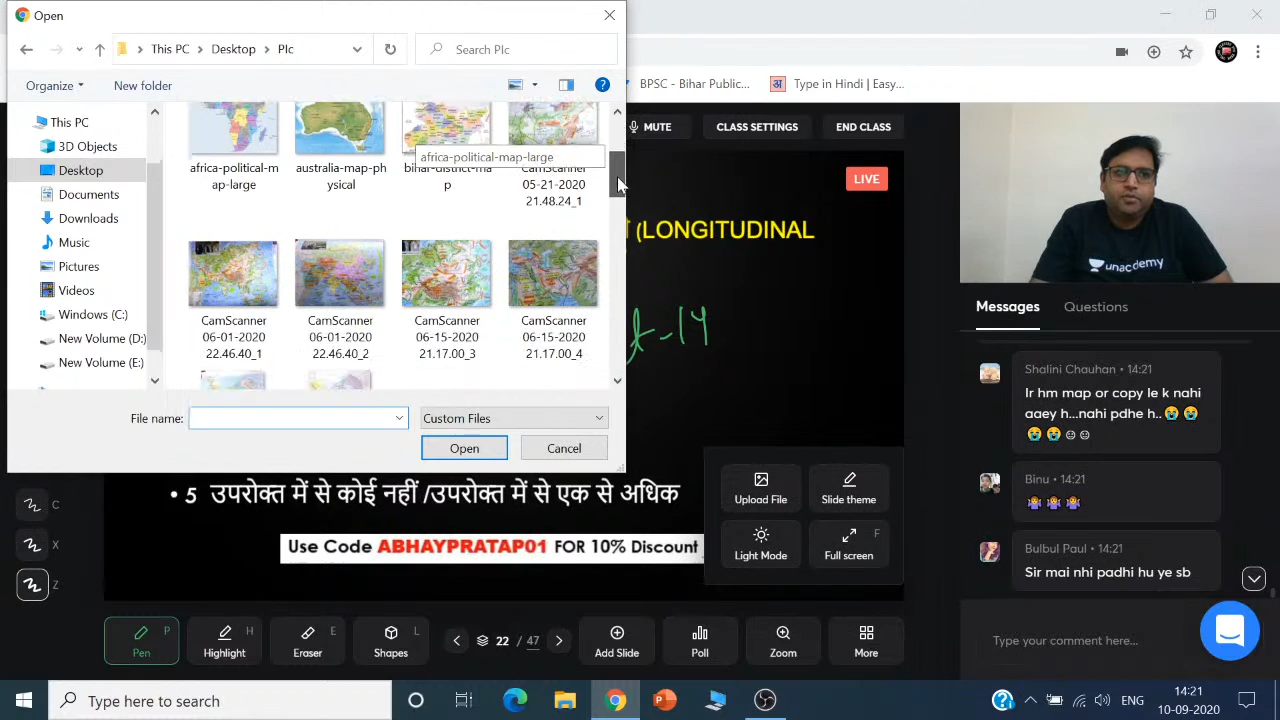 Open
This PC
Desktop
Plc
Search Plc
Organize
New folder
BPSC - Bihar Public...
अ Type in Hindi | Easy...
This PC
3D Objects
Desktop
Documents
Downloads
Music
Pictures
Videos
Windows (C:)
New Volume (D:)
New Volume (E:)
africa-political-m
ap-large
australia-map-ph
ysical
bihar-district-ma
p
africa-political-map-large
CamScanner
05-21-2020
21.48.24_1
CamScanner
06-01-2020
22.46.40_1
CamScanner
06-01-2020
22.46.40_2
CamScanner
06-15-2020
21.17.00_3
CamScanner
06-15-2020
21.17.00_4
File name:
Custom Files
Open
Cancel
MUTE
CLASS SETTINGS
END CLASS
LIVE
(LONGITUDINAL
-14
• 5 उपरोक्त में से कोई नहीं /उपरोक्त में से एक से अधिक
Use Code ABHAYPRATAP01 FOR 10% Discount
Upload File
Slide theme
Light Mode
Full screen
F
C
X
Z
Pen
P
Highlight
H
Eraser
E
Shapes
L
22 / 47
Add Slide
Poll
Zoom
More
unacademy
Messages
Questions
Shalini Chauhan • 14:21
Ir hm map or copy le k nahi
aaey h...nahi pdhe h..
Binu • 14:21
Bulbul Paul • 14:21
Sir mai nhi padhi hu ye sb
Type your comment here...
Type here to search
ENG
14:21
10-09-2020